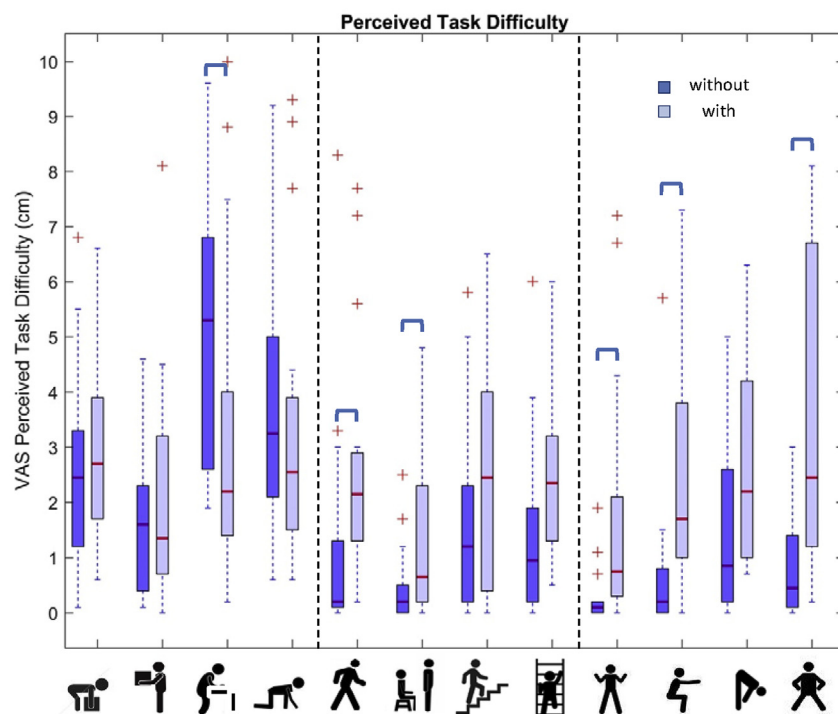 Perceived Task Difficulty
VAS Perceived Task Difficulty (cm)
10
9
8
7
6
5
4
3
2
1
0
without
with